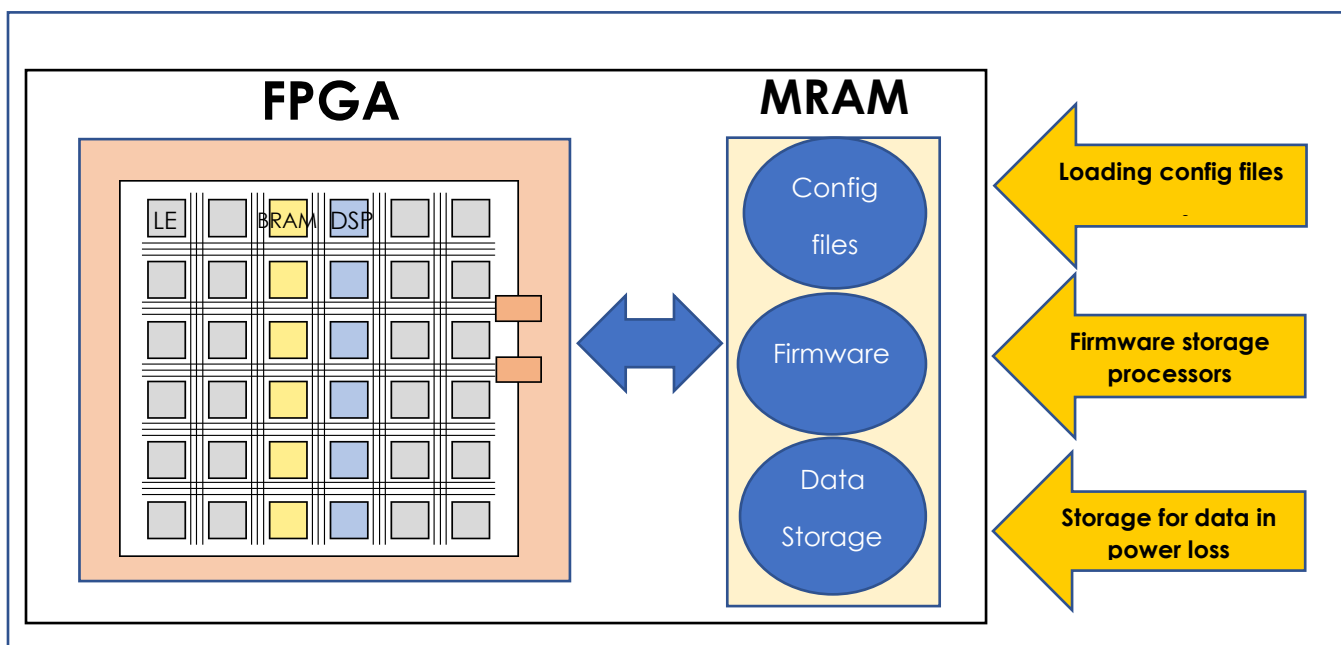 FPGA
MRAM
LE
BRAM
DSP
Config
files
Firmware
Data
Storage
Loading config files
-
Firmware storage
processors
Storage for data in
power loss